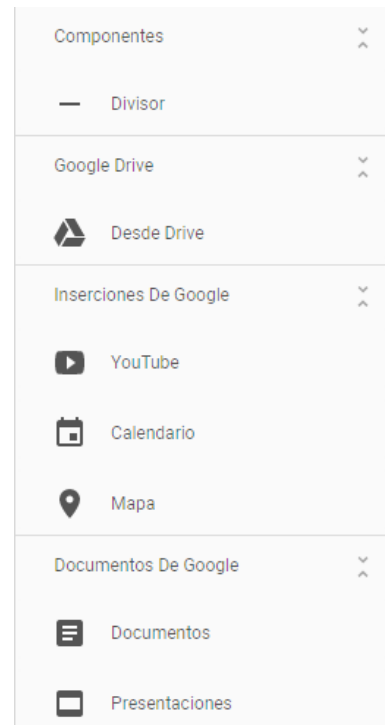 Componentes
Divisor
Google Drive
Desde Drive
Inserciones De Google
YouTube
Calendario
Mapa
Documentos De Google
Documentos
Presentaciones